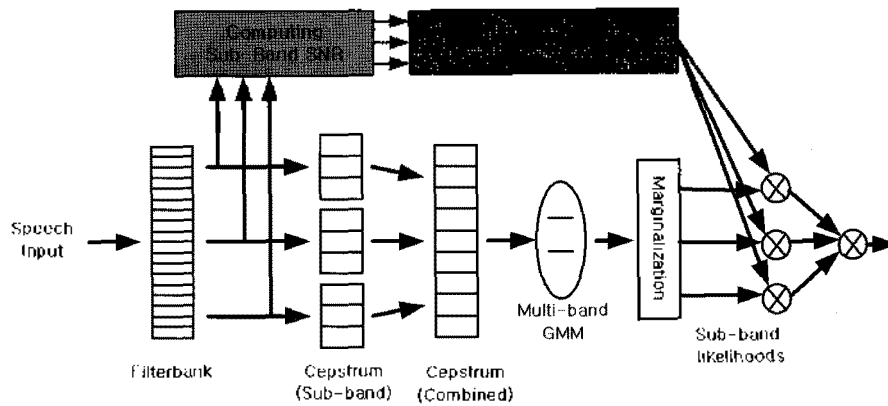 Computing
Sub-Band SNR
Speech
Input
Marginalization
Multi-band
GMM
Sub-band
likelihoods
Filterbank
Cepstrum
(Sub-band)
Cepstrum
(Combined)